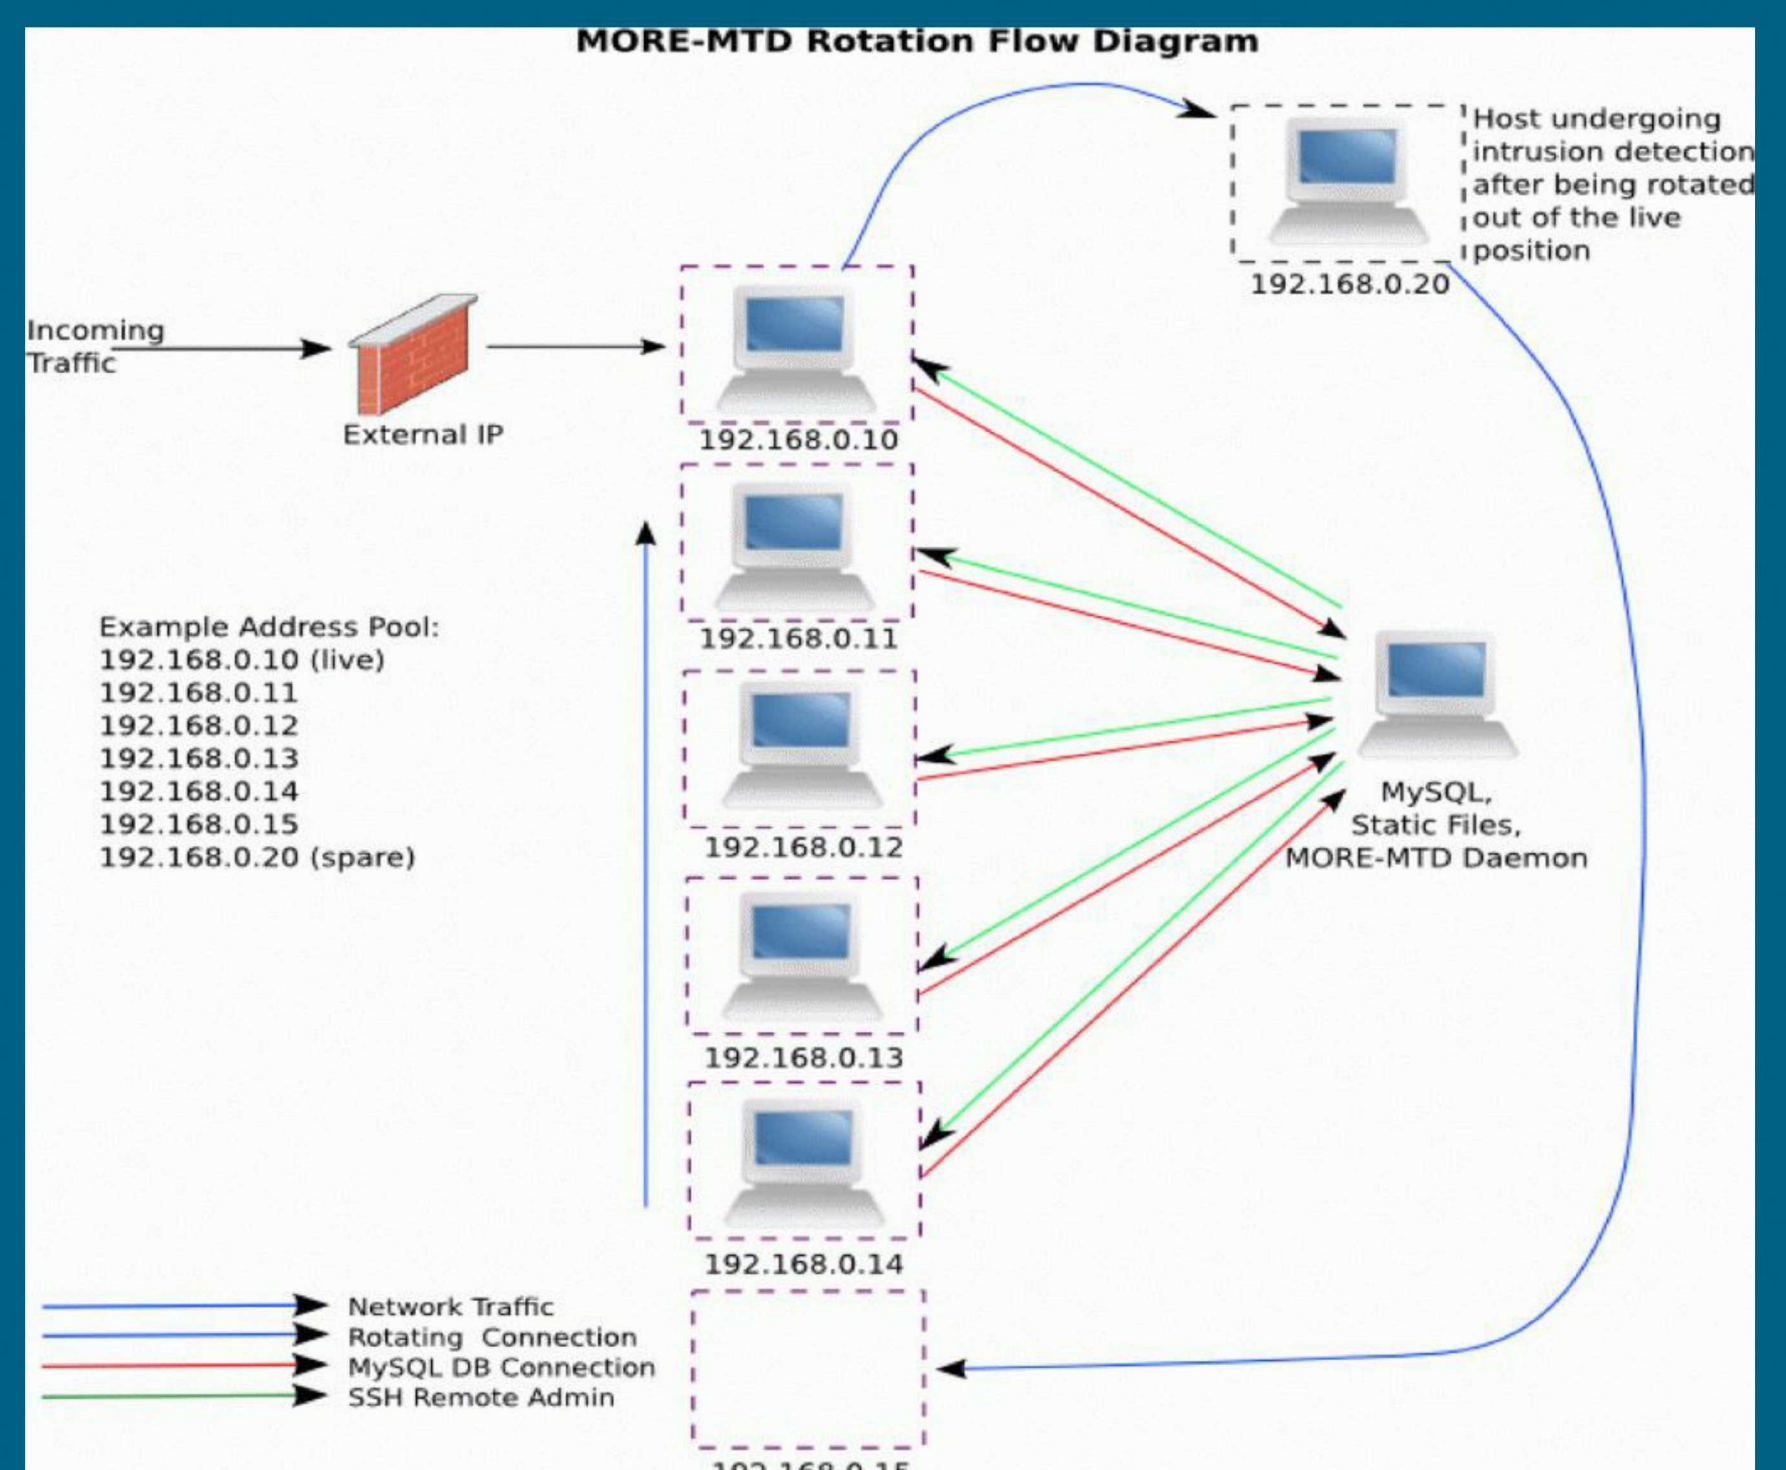 MORE-MTD Rotation Flow Diagram
Host undergoing
intrusion detection
after being rotated
out of the live
position
192.168.0.20
Incoming
Traffic
External IP
192.168.0.10
192.168.0.11
Example Address Pool:
192.168.0.10 (live)
192.168.0.11
192.168.0.12
192.168.0.13
192.168.0.14
192.168.0.15
192.168.0.20 (spare)
MySQL,
Static Files,
MORE-MTD Daemon
192.168.0.12
192.168.0.13
192.168.0.14
Network Traffic
Rotating  Connection
MySQL DB Connection
SSH Remote Admin
192.168.0.15